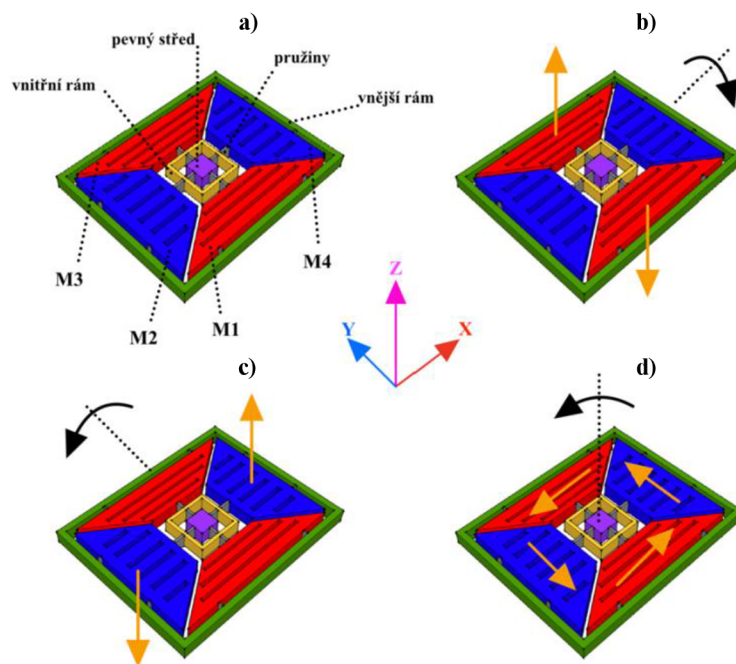 a)
pevný střed
pružiny
vnitřní rám
vnější rám
M3
M4
M2
M1
b)
Z
Y
X
c)
d)